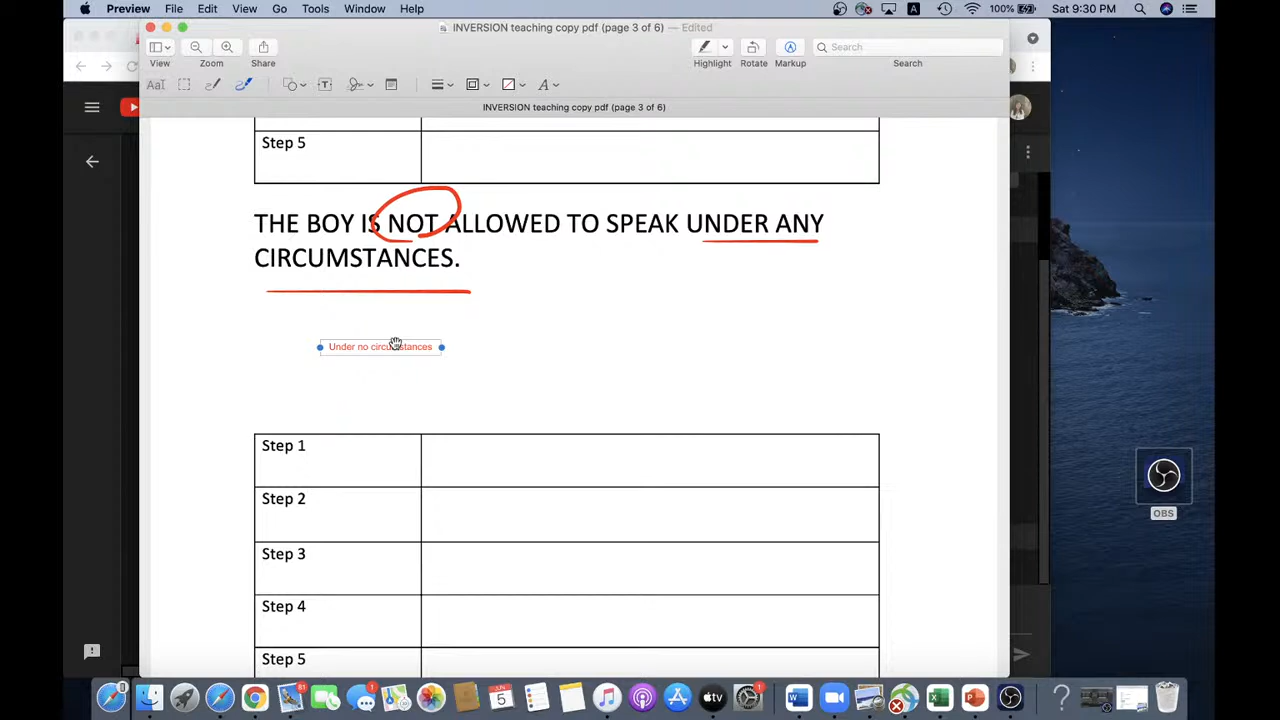 Preview File Edit View Go Tools Window Help 100% Sat 9:30 PM
INVERSION teaching copy pdf (page 3 of 6) — Edited
Search
View Zoom Share Highlight Rotate Markup Search
INVERSION teaching copy pdf (page 3 of 6)
Step 5
THE BOY IS NOT ALLOWED TO SPEAK UNDER ANY
CIRCUMSTANCES.
Under no circumstances
Step 1
Step 2
Step 3
Step 4
Step 5
OBS